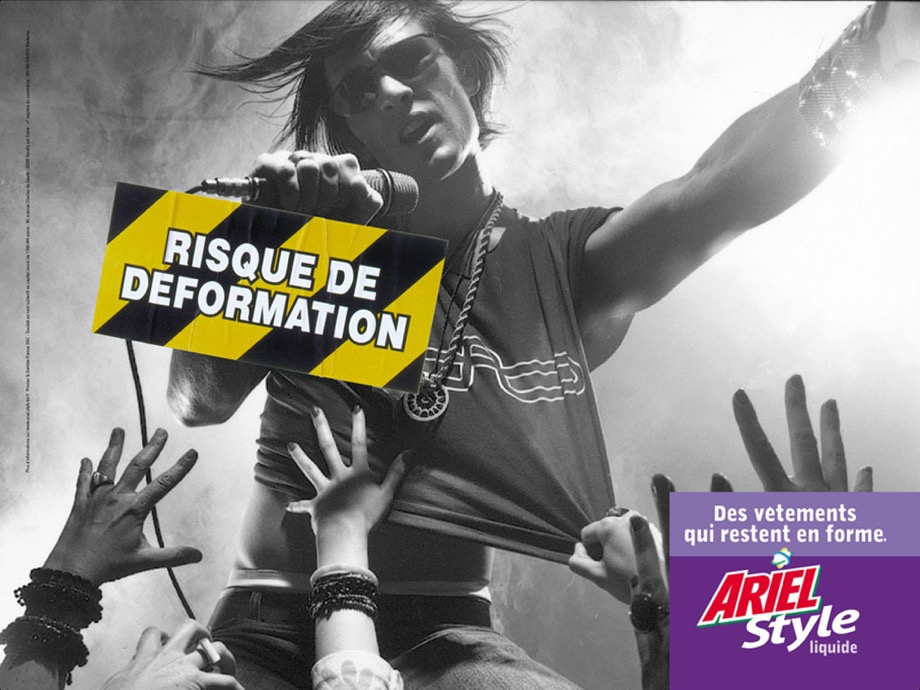 RISQUE DE
DEFORMATION
Des vetements
qui restent en forme.
ARIEL
Style
liquide